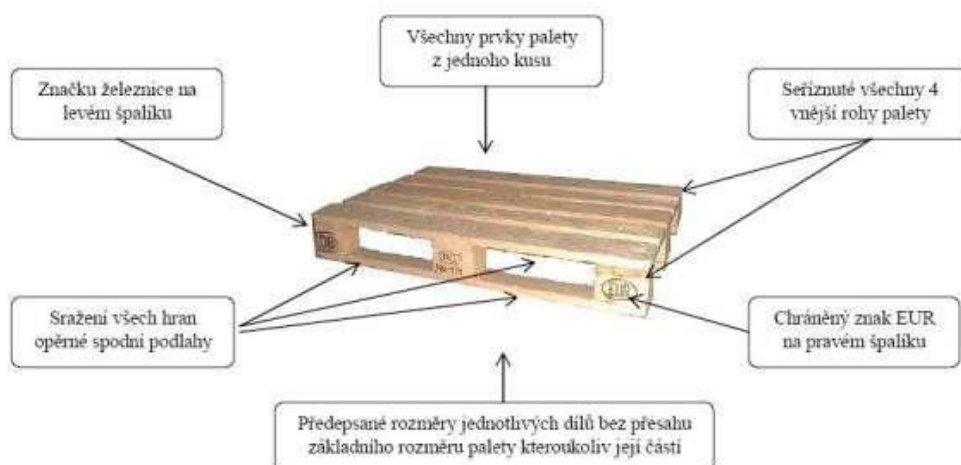 Všechny prvky palety
z jednoho kusu
Značku železnice na
levém špalíku
Seříznuté všechny 4
vnější rohy palety
DB
EUR
Sražení všech hran
opěrné spodní podlahy
Chráněný znak EUR
na pravém špalíku
Předepsané rozměry jednotlivých dílů bez přesahu
základního rozměru palety kteroukoliv její částí